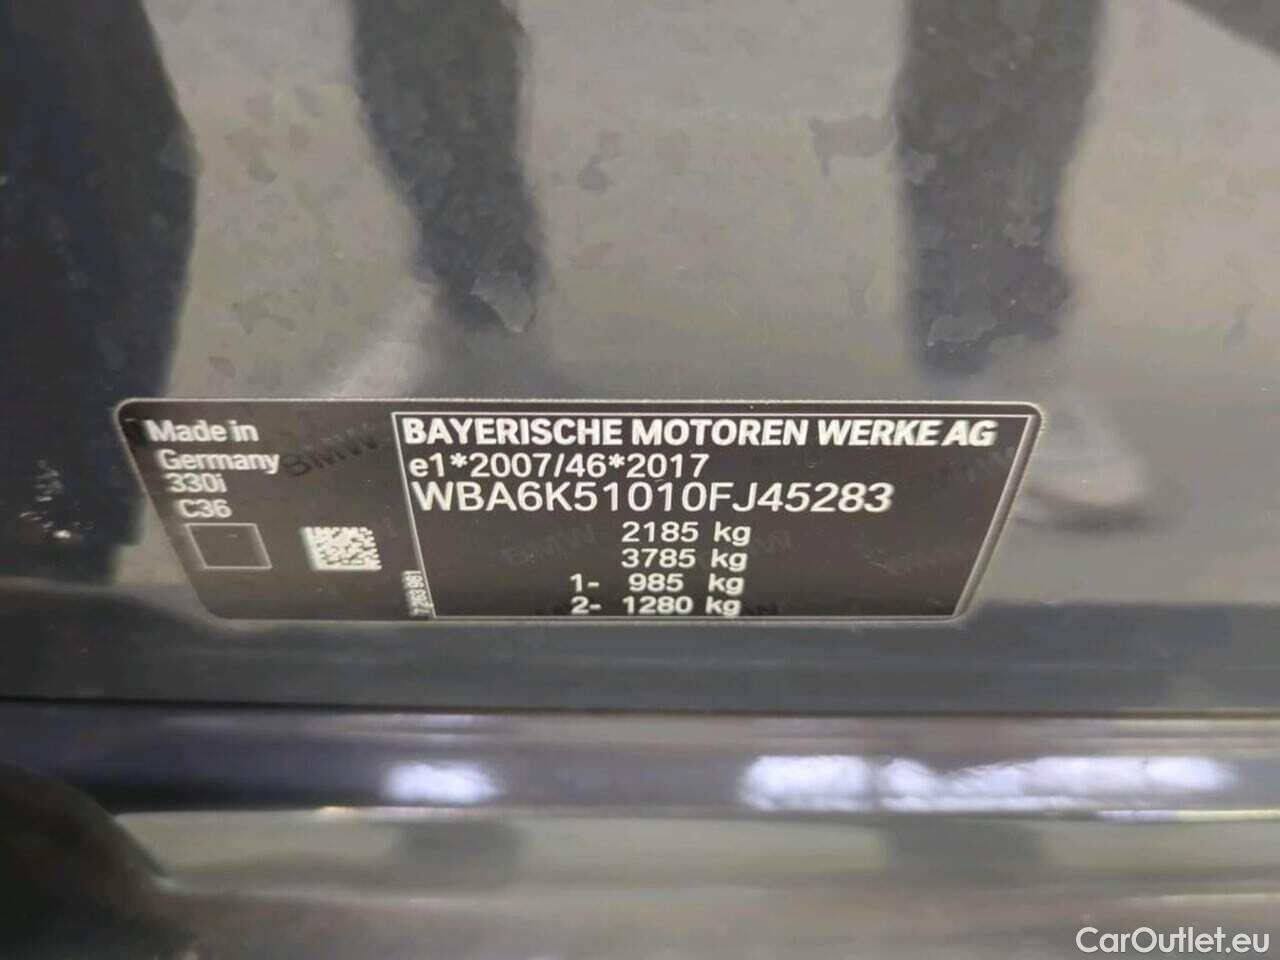 Made in
Germany
330i
C36
BAYERISCHE MOTOREN WERKE AG
e1*2007/46*2017
WBA6K51010FJ45283
2185 kg
3785 kg
1- 985 kg
2- 1280 kg
BMW
CarOutlet.eu